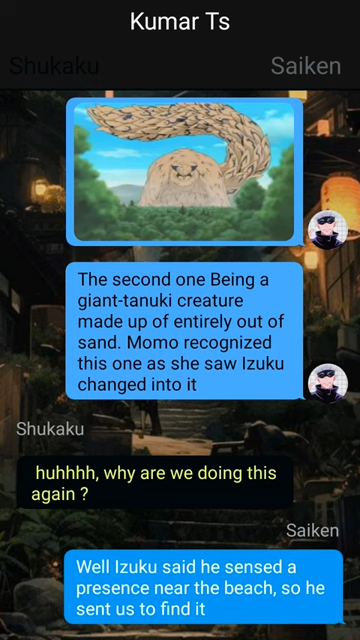 Kumar Ts
Shukaku
Saiken
The second one Being a
giant-tanuki creature
made up of entirely out of
sand. Momo recognized
this one as she saw Izuku
changed into it
Shukaku
huhhhh, why are we doing this
again ?
Saiken
Well Izuku said he sensed a
presence near the beach, so he
sent us to find it